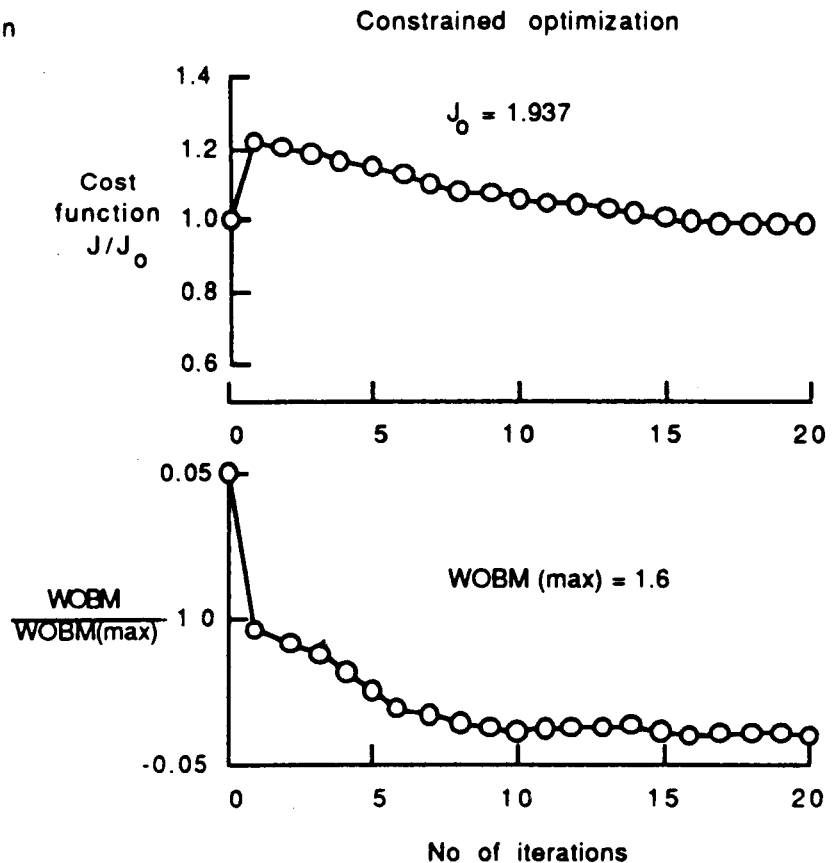 n
Constrained optimization
1.4
1.2
1.0
0.8
0.6
Cost
function
J/J₀
J₀ = 1.937
0 5 10 15 20
0.05
1 0
-0.05
WOBM
WOBM(max)
WOBM (max) = 1.6
0 5 10 15 20
No of iterations